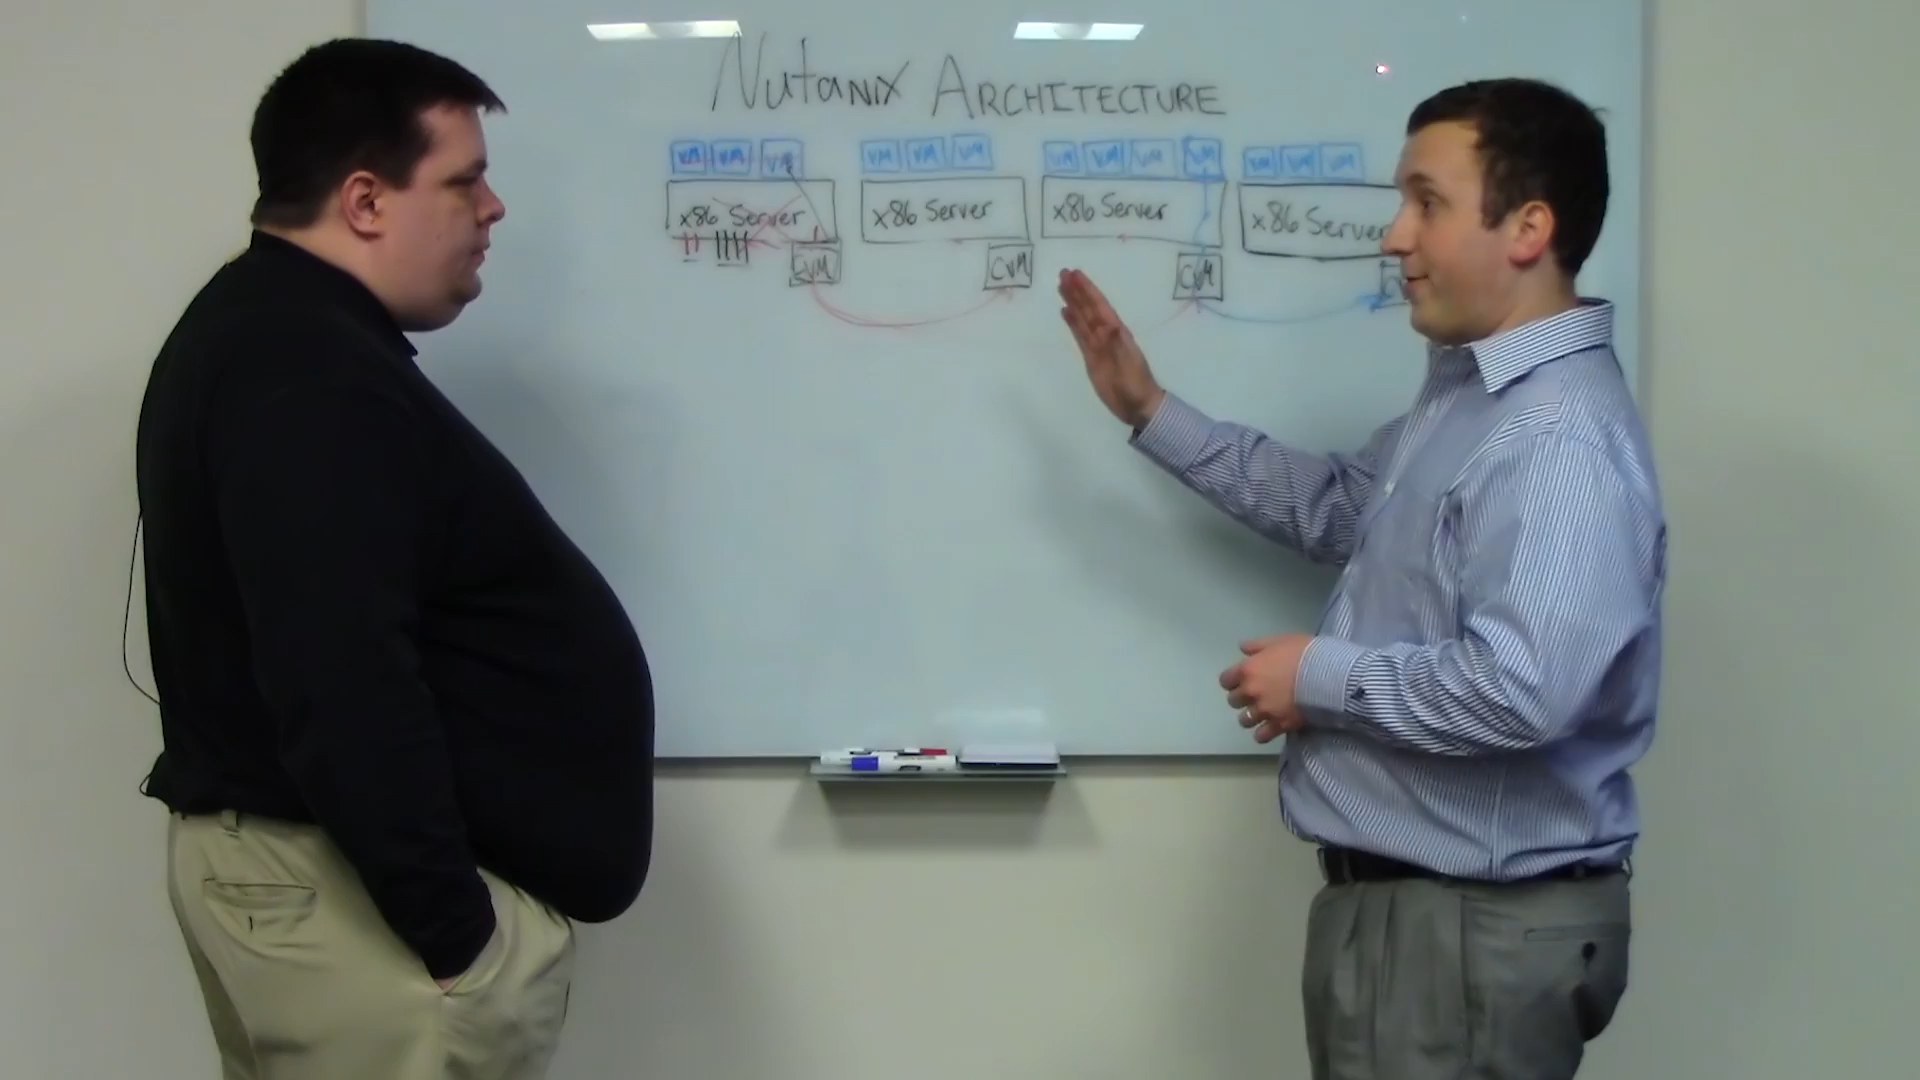 Nutanix ARCHITECTURE
VM VM VM VM VM VM VM VM VM VM VM VM VM
x86 Server x86 Server x86 Server x86 Server
CVM CVM CVM